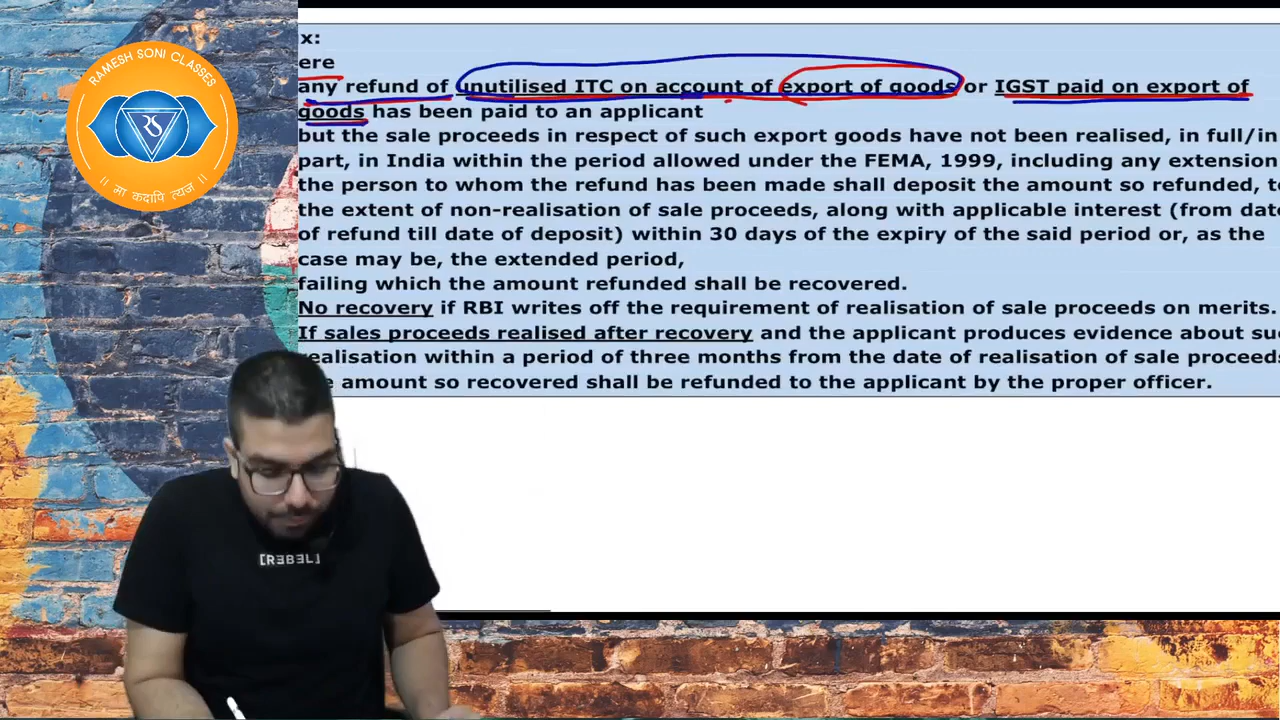 RAMESH SONI CLASSES
।। मा कदापि त्यज ।।
x:
ere
any refund of unutilised ITC on account of export of goods or IGST paid on export of
goods has been paid to an applicant
but the sale proceeds in respect of such export goods have not been realised, in full/in
part, in India within the period allowed under the FEMA, 1999, including any extension
the person to whom the refund has been made shall deposit the amount so refunded, t
the extent of non-realisation of sale proceeds, along with applicable interest (from date
of refund till date of deposit) within 30 days of the expiry of the said period or, as the
case may be, the extended period,
failing which the amount refunded shall be recovered.
No recovery if RBI writes off the requirement of realisation of sale proceeds on merits.
If sales proceeds realised after recovery and the applicant produces evidence about su
realisation within a period of three months from the date of realisation of sale proceeds
amount so recovered shall be refunded to the applicant by the proper officer.
[REBEL]